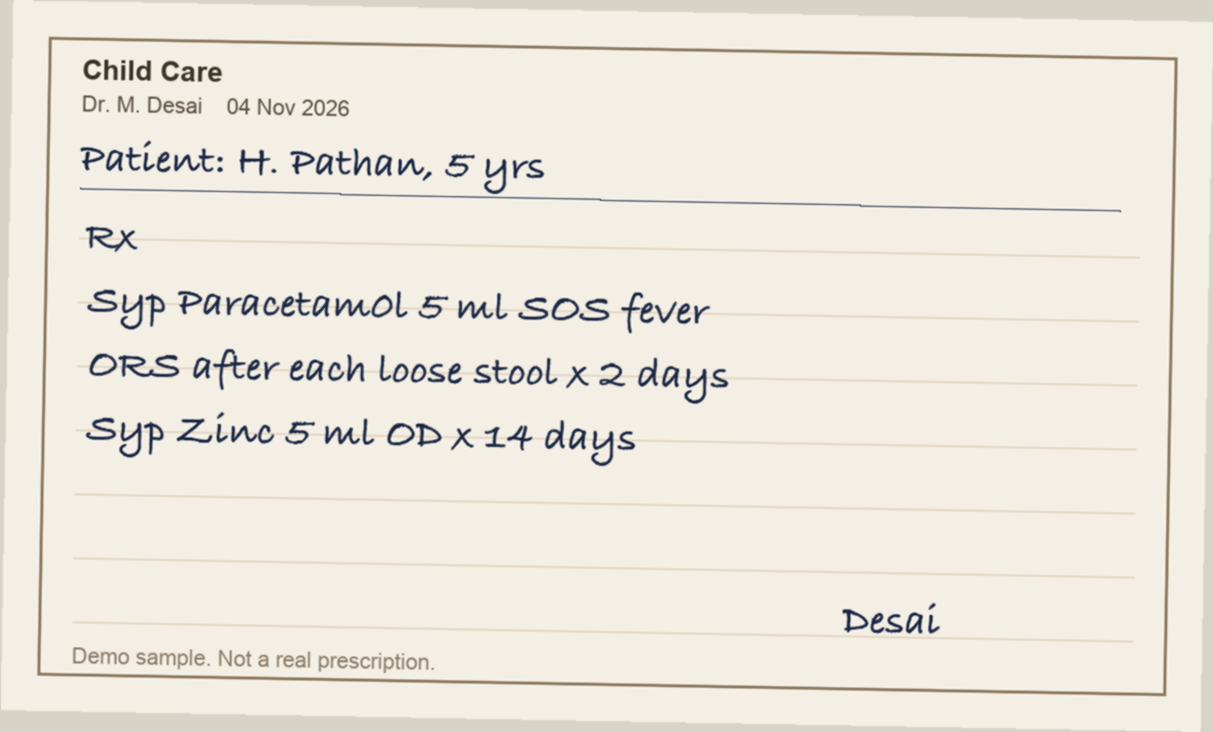 Child Care
Dr. M. Desai    04 Nov 2026
Patient: H. Pathan, 5 yrs
Rx
Syp Paracetamol 5 ml SOS fever
ORS after each loose stool x 2 days
Syp Zinc 5 ml OD x 14 days
Desai
Demo sample. Not a real prescription.